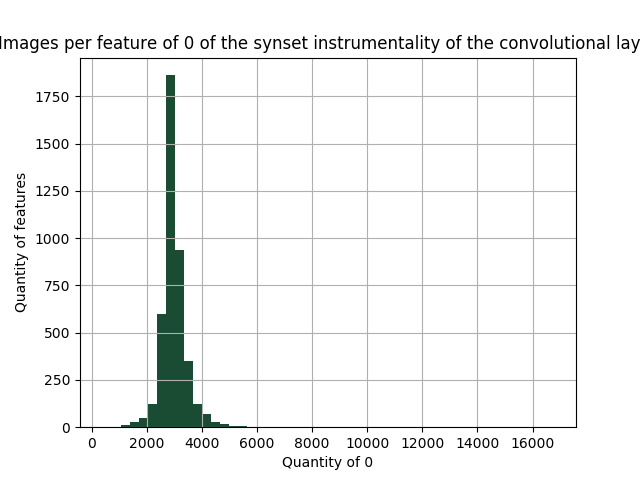 Images per feature of 0 of the synset instrumentality of the convolutional lay
1750
1500
1250
1000
750
500
250
0
Quantity of features
0 2000 4000 6000 8000 10000 12000 14000 16000
Quantity of 0